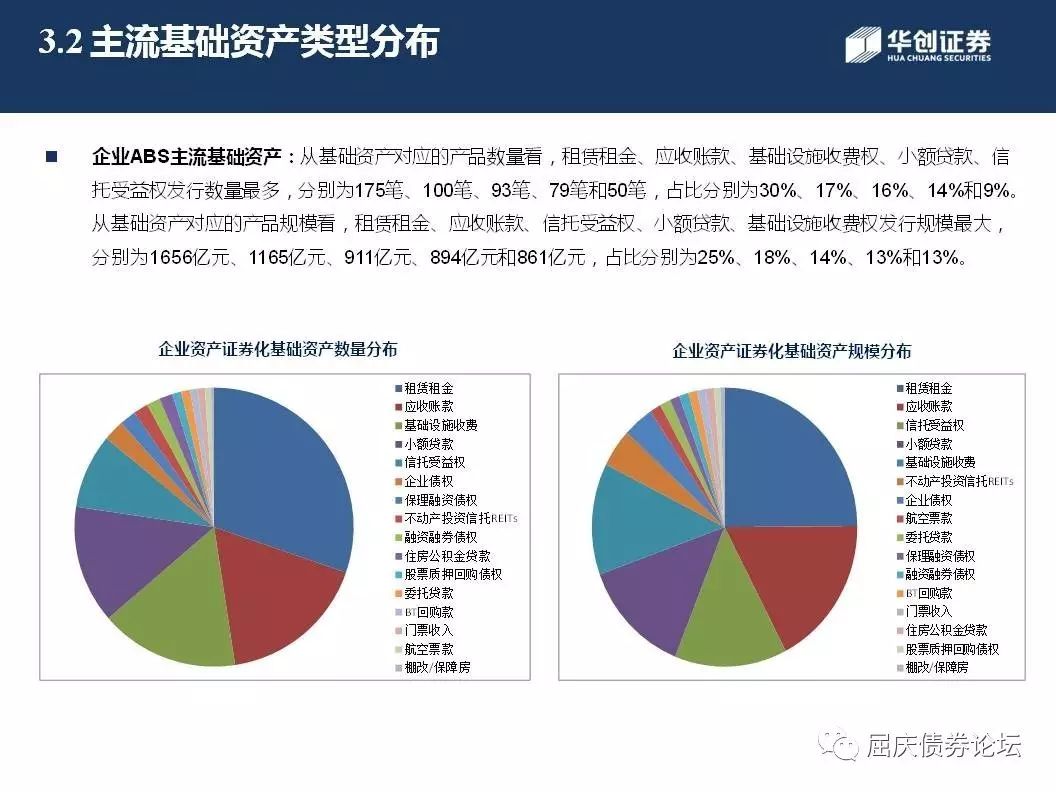 3.2 主流基础资产类型分布
华创证券
HUA CHUANG SECURITIES
企业ABS主流基础资产：从基础资产对应的产品数量看，租赁租金、应收账款、基础设施收费权、小额贷款、信
托受益权发行数量最多，分别为175笔、100笔、93笔、79笔和50笔，占比分别为30%、17%、16%、14%和9%。
从基础资产对应的产品规模看，租赁租金、应收账款、信托受益权、小额贷款、基础设施收费权发行规模最大，
分别为1656亿元、1165亿元、911亿元、894亿元和861亿元，占比分别为25%、18%、14%、13%和13%。
企业资产证券化基础资产数量分布
租赁租金
应收账款
基础设施收费
小额贷款
信托受益权
企业债权
保理融资债权
不动产投资信托REITs
融资融券债权
住房公积金贷款
股票质押回购债权
委托贷款
BT回购款
门票收入
航空票款
棚改/保障房
企业资产证券化基础资产规模分布
租赁租金
应收账款
信托受益权
小额贷款
基础设施收费
不动产投资信托REITs
企业债权
航空票款
委托贷款
保理融资债权
融资融券债权
BT回购款
门票收入
住房公积金贷款
股票质押回购债权
棚改/保障房
屈庆债券论坛